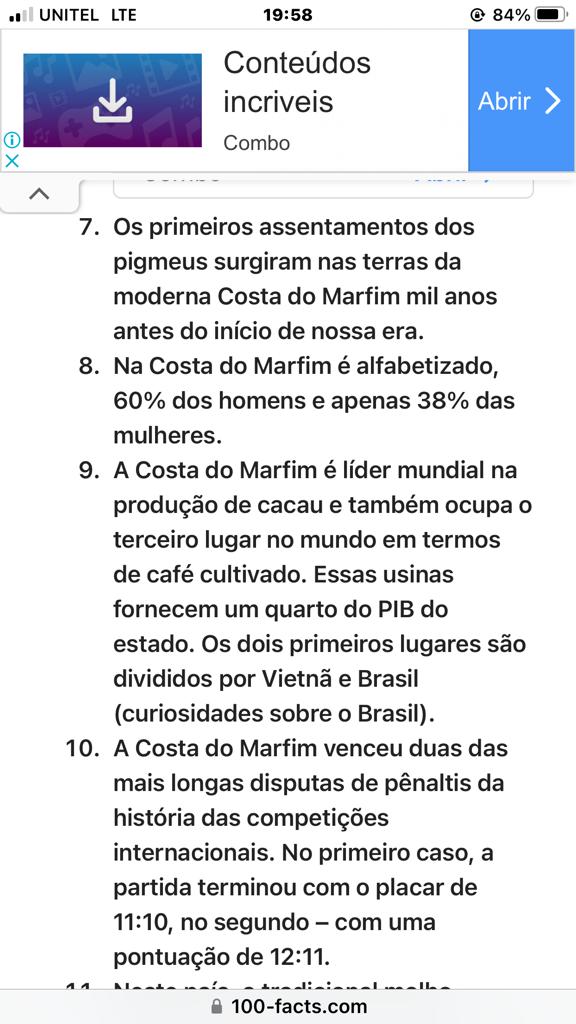 UNITEL LTE 19:58 84%
Conteúdos
incriveis
Combo
Abrir
7. Os primeiros assentamentos dos
pigmeus surgiram nas terras da
moderna Costa do Marfim mil anos
antes do início de nossa era.
8. Na Costa do Marfim é alfabetizado,
60% dos homens e apenas 38% das
mulheres.
9. A Costa do Marfim é líder mundial na
produção de cacau e também ocupa o
terceiro lugar no mundo em termos
de café cultivado. Essas usinas
fornecem um quarto do PIB do
estado. Os dois primeiros lugares são
divididos por Vietnã e Brasil
(curiosidades sobre o Brasil).
10. A Costa do Marfim venceu duas das
mais longas disputas de pênaltis da
história das competições
internacionais. No primeiro caso, a
partida terminou com o placar de
11:10, no segundo – com uma
pontuação de 12:11.
100-facts.com